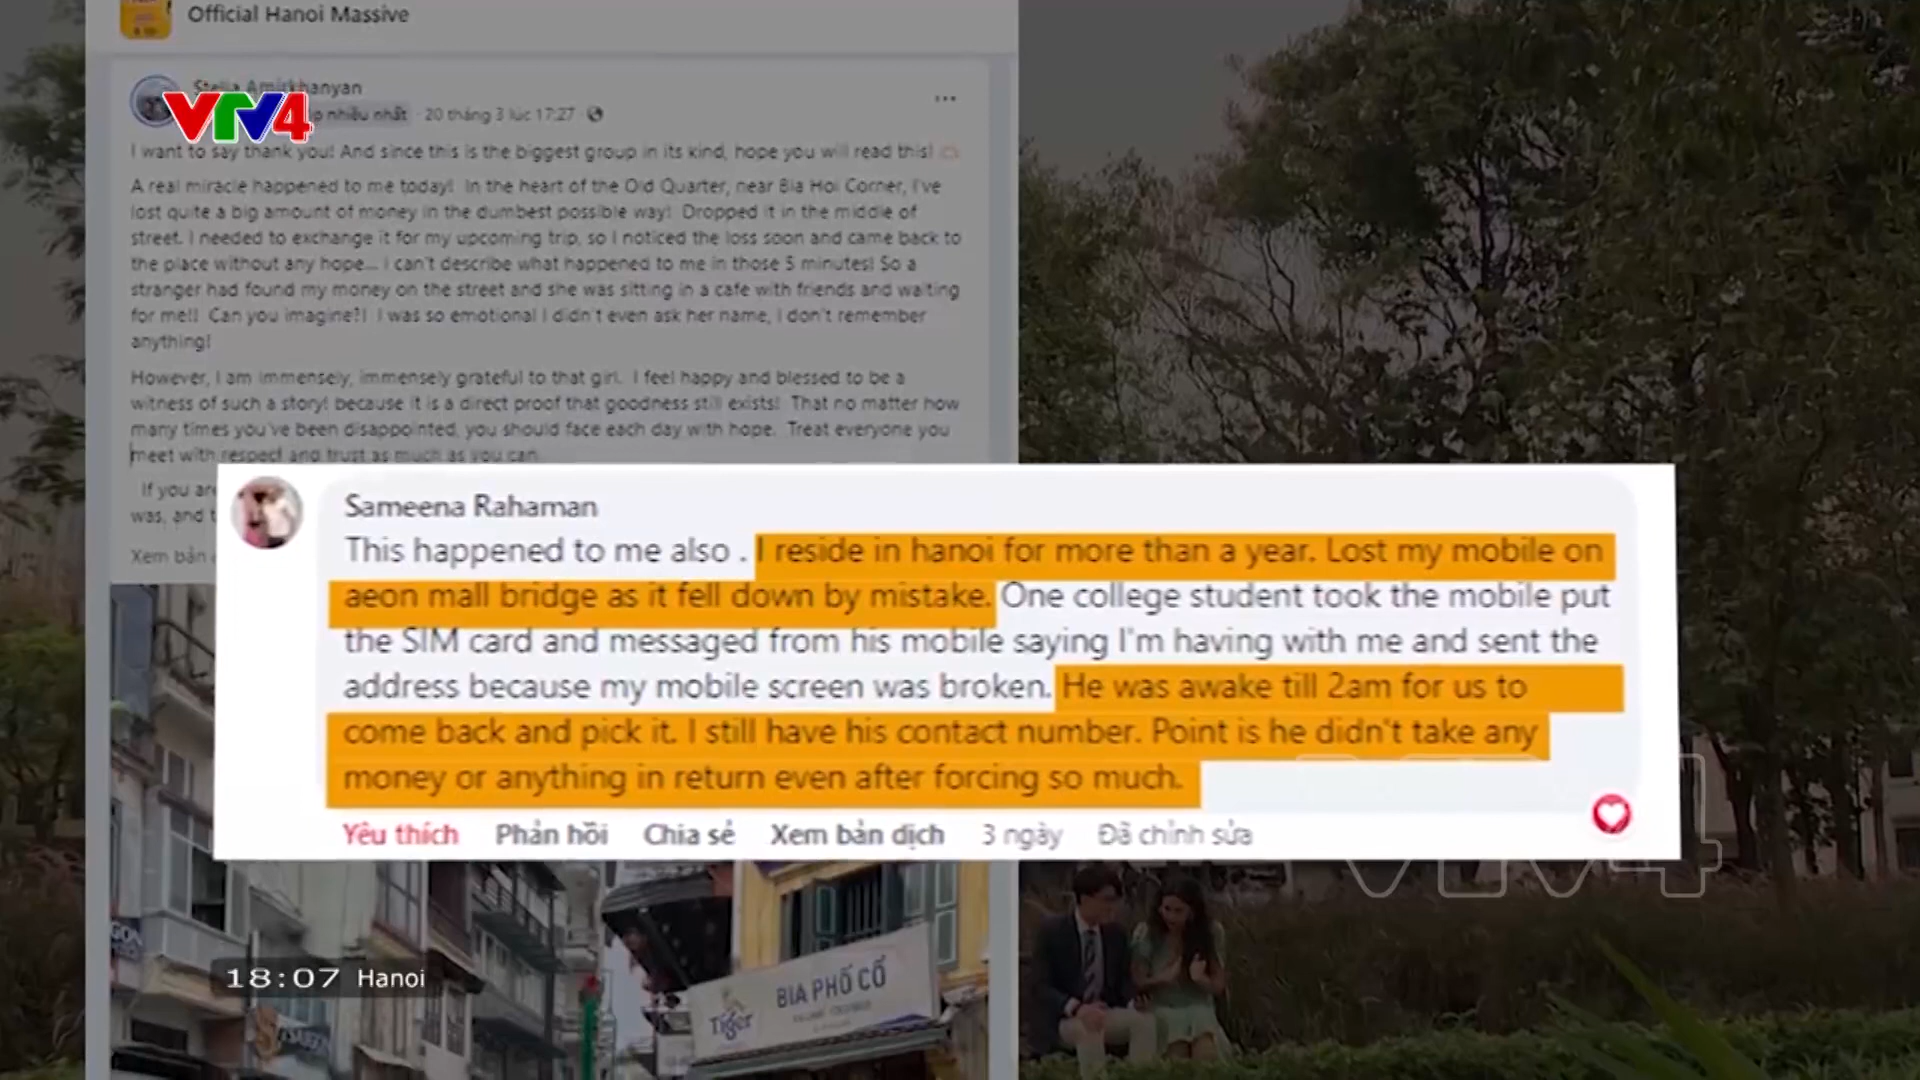 Official Hanoi Massive
Stella Amirkhanyan
VTV4
nhiều nhất · 20 tháng 3 lúc 17:27 ·
I want to say thank you! And since this is the biggest group in its kind, hope you will read this!
A real miracle happened to me today! In the heart of the Old Quarter, near Bia Hoi Corner, I've
lost quite a big amount of money in the dumbest possible way! Dropped it in the middle of
street. I needed to exchange it for my upcoming trip, so I noticed the loss soon and came back to
the place without any hope... I can't describe what happened to me in those 5 minutes! So a
stranger had found my money on the street and she was sitting in a cafe with friends and waiting
for me!! Can you imagine?! I was so emotional I didn't even ask her name, I don't remember
anything!
However, I am immensely, immensely grateful to that girl. I feel happy and blessed to be a
witness of such a story! because it is a direct proof that goodness still exists! That no matter how
many times you've been disappointed, you should face each day with hope. Treat everyone you
meet with respect and trust as much as you can.
If you are
was, and
Xem bản
Sameena Rahaman
This happened to me also . I reside in hanoi for more than a year. Lost my mobile on
aeon mall bridge as it fell down by mistake. One college student took the mobile put
the SIM card and messaged from his mobile saying I'm having with me and sent the
address because my mobile screen was broken. He was awake till 2am for us to
come back and pick it. I still have his contact number. Point is he didn't take any
money or anything in return even after forcing so much.
Yêu thích Phản hồi Chia sẻ Xem bản dịch 3 ngày Đã chỉnh sửa
VTV4
18:07 Hanoi
BIA PHỐ CỔ
Tiger